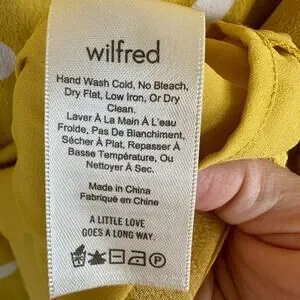 wilfred
Hand Wash Cold, No Bleach,
Dry Flat, Low Iron, Or Dry
Clean.
Laver À La Main À L'eau
Froide, Pas De Blanchiment,
Sécher À Plat, Repasser À
Basse Température, Ou
Nettoyer À Sec.
Made in China
Fabriqué en Chine
A LITTLE LOVE
GOES A LONG WAY.